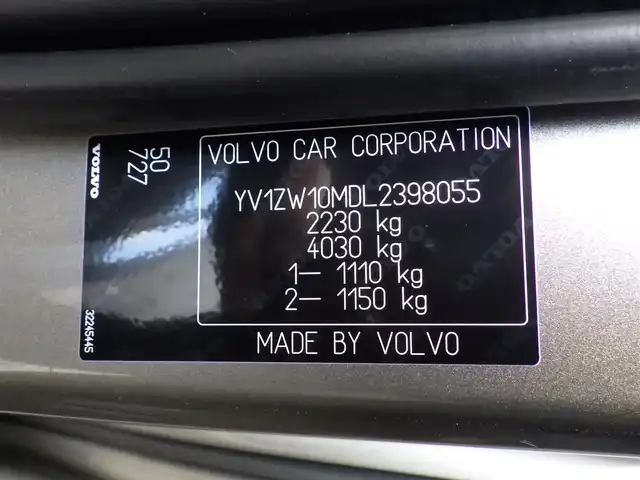 VOLVO
50
727
32245445
VOLVO CAR CORPORATION
YV1ZW10MDL2398055
2230 kg
4030 kg
1– 1110 kg
2– 1150 kg
MADE BY VOLVO